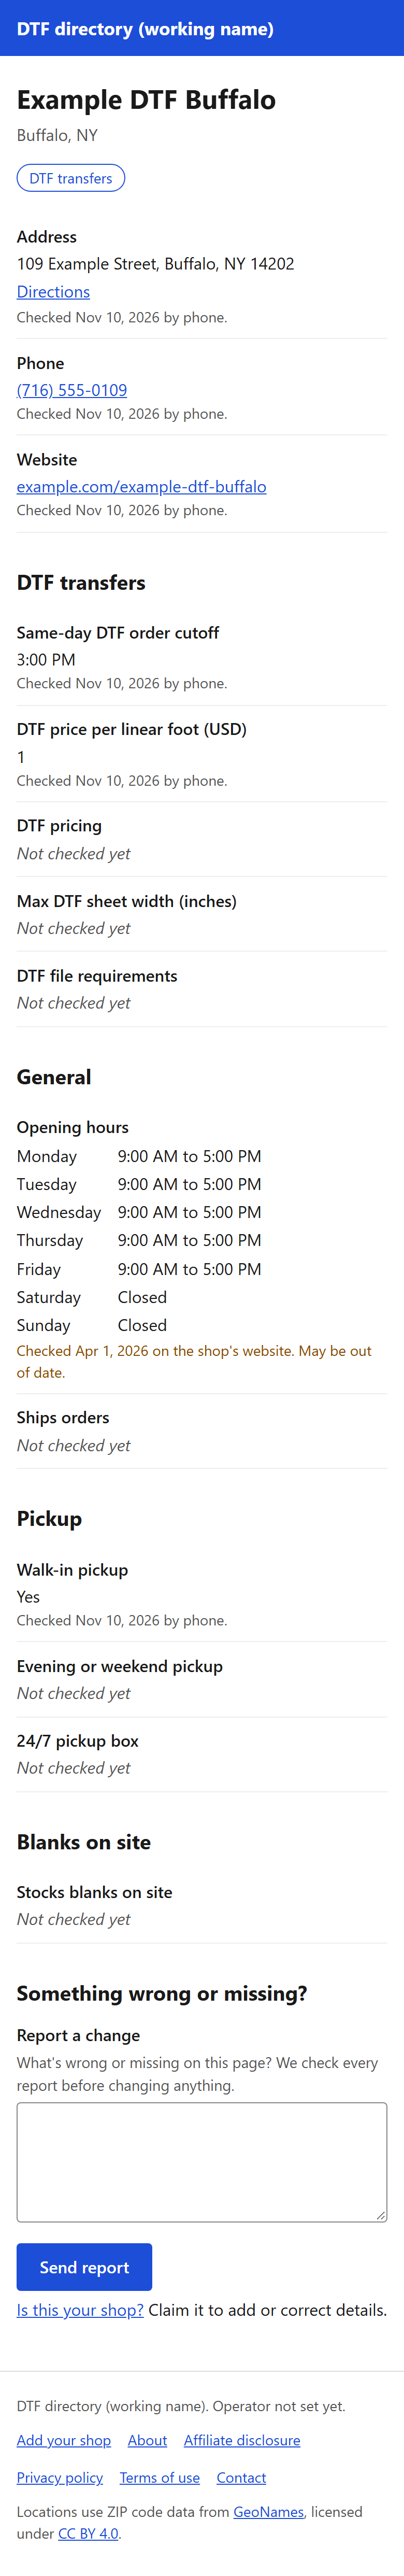 DTF directory (working name)
Example DTF Buffalo
Buffalo, NY
DTF transfers
Address
109 Example Street, Buffalo, NY 14202
Directions
Checked Nov 10, 2026 by phone.
Phone
(716) 555-0109
Checked Nov 10, 2026 by phone.
Website
example.com/example-dtf-buffalo
Checked Nov 10, 2026 by phone.
DTF transfers
Same-day DTF order cutoff
3:00 PM
Checked Nov 10, 2026 by phone.
DTF price per linear foot (USD)
1
Checked Nov 10, 2026 by phone.
DTF pricing
Not checked yet
Max DTF sheet width (inches)
Not checked yet
DTF file requirements
Not checked yet
General
Opening hours
Monday 9:00 AM to 5:00 PM
Tuesday 9:00 AM to 5:00 PM
Wednesday 9:00 AM to 5:00 PM
Thursday 9:00 AM to 5:00 PM
Friday 9:00 AM to 5:00 PM
Saturday Closed
Sunday Closed
Checked Apr 1, 2026 on the shop's website. May be out
of date.
Ships orders
Not checked yet
Pickup
Walk-in pickup
Yes
Checked Nov 10, 2026 by phone.
Evening or weekend pickup
Not checked yet
24/7 pickup box
Not checked yet
Blanks on site
Stocks blanks on site
Not checked yet
Something wrong or missing?
Report a change
What's wrong or missing on this page? We check every
report before changing anything.
Send report
Is this your shop? Claim it to add or correct details.
DTF directory (working name). Operator not set yet.
Add your shop About Affiliate disclosure
Privacy policy Terms of use Contact
Locations use ZIP code data from GeoNames, licensed
under CC BY 4.0.